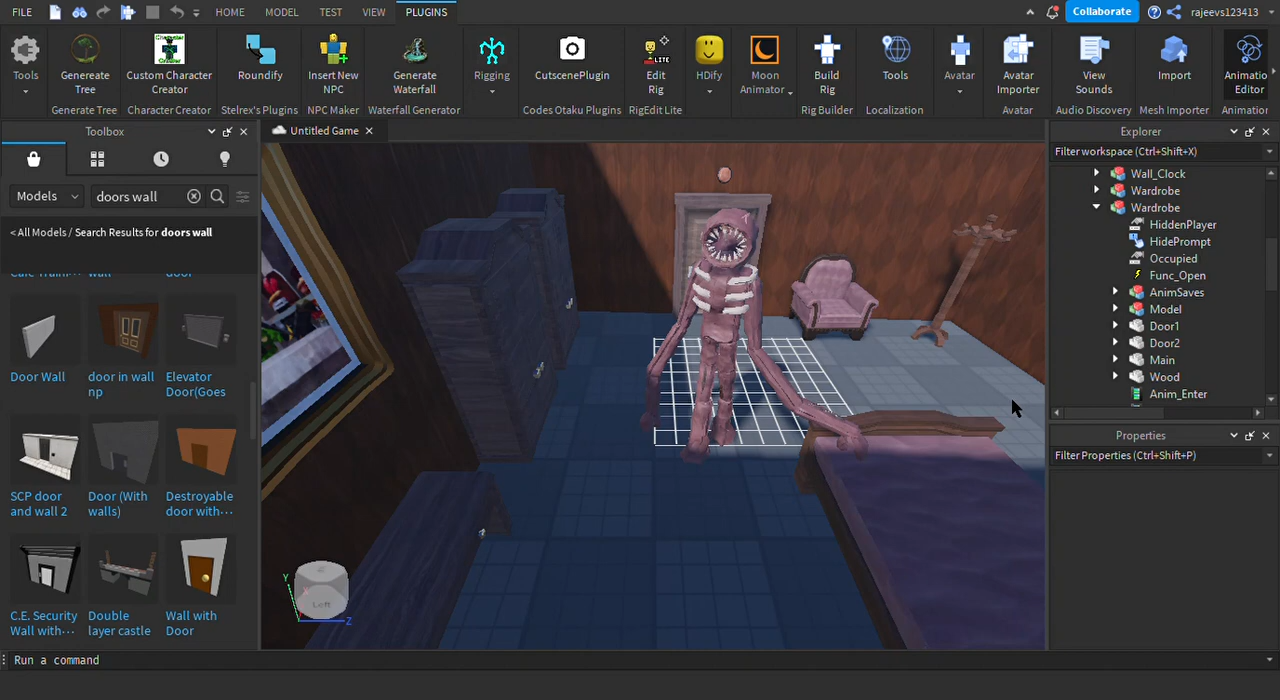 FILE
HOME
MODEL
TEST
VIEW
PLUGINS
Collaborate
rajeevs123413
Tools
Genereate
Tree
Custom Character
Creator
Roundify
Insert New
NPC
Generate
Waterfall
Rigging
CutscenePlugin
Edit
Rig
HDify
Moon
Animator
Build
Rig
Tools
Avatar
Avatar
Importer
View
Sounds
Import
Animatio
Editor
Generate Tree
Character Creator
Stelrex's Plugins
NPC Maker
Waterfall Generator
Codes Otaku Plugins
RigEdit Lite
Rig Builder
Localization
Avatar
Audio Discovery
Mesh Importer
Animation
Toolbox
Models
doors wall
< All Models / Search Results for doors wall
wall
door
Door Wall
door in wall
np
Elevator
Door(Goes
SCP door
and wall 2
Door (With
walls)
Destroyable
door with···
C.E. Security
Wall with···
Double
layer castle
Wall with
Door
Untitled Game
Left
Y
Z
Explorer
Filter workspace (Ctrl+Shift+X)
Wall_Clock
Wardrobe
Wardrobe
HiddenPlayer
HidePrompt
Occupied
Func_Open
AnimSaves
Model
Door1
Door2
Main
Wood
Anim_Enter
Properties
Filter Properties (Ctrl+Shift+P)
Run a command